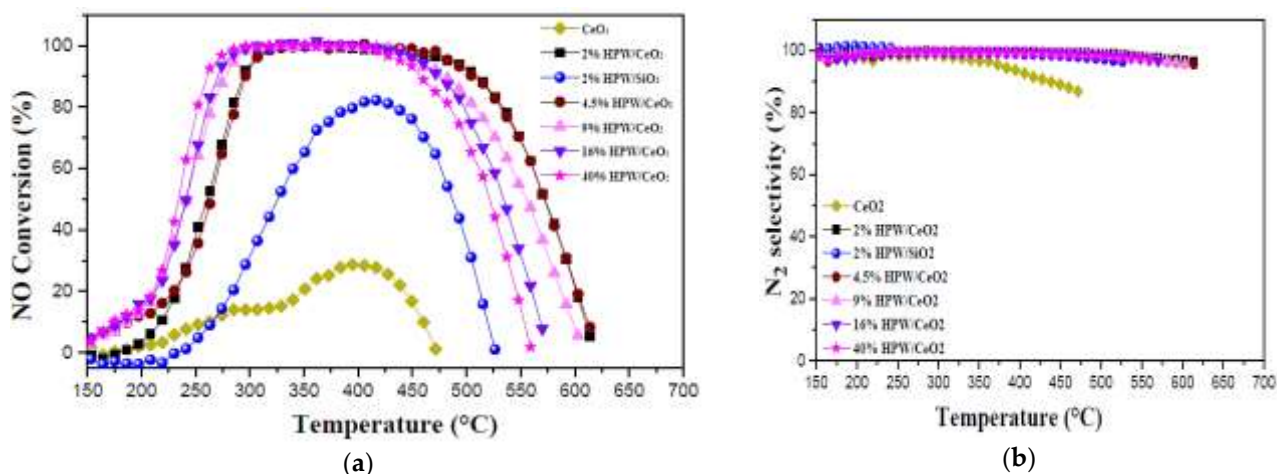 100
80
60
40
20
0
NO Conversion (%)
CeO₂
2% HPW/CeO₂
2% HPW/SiO₂
4.5% HPW/CeO₂
9% HPW/CeO₂
16% HPW/CeO₂
40% HPW/CeO₂
150 200 250 300 350 400 450 500 550 600 650 700
Temperature (°C)
(a)
100
80
60
40
20
0
N₂ selectivity (%)
CeO2
2% HPW/CeO2
2% HPW/SiO2
4.5% HPW/CeO2
9% HPW/CeO2
16% HPW/CeO2
40% HPW/CeO2
150 200 250 300 350 400 450 500 550 600 650 700
Temperature (°C)
(b)